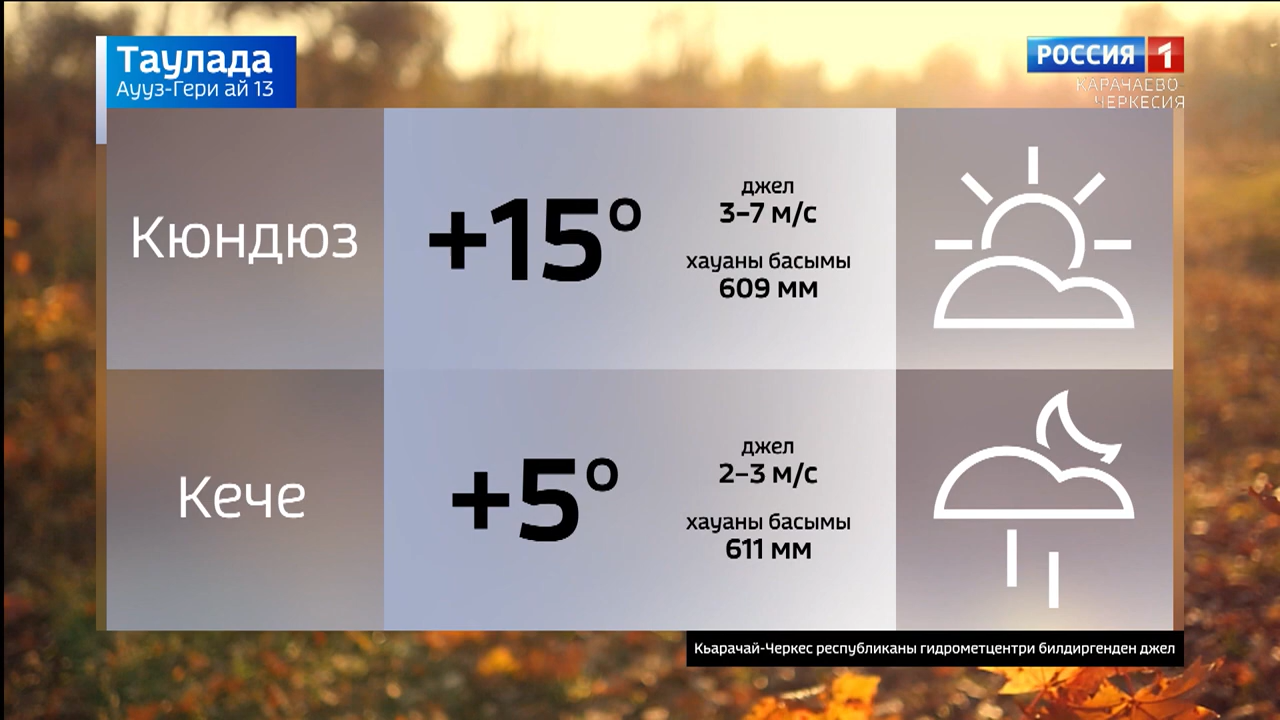 Таулада
Аууз-Гери ай 13
РОССИЯ 1
КАРАЧАЕВО-
ЧЕРКЕСИЯ
Кюндюз
+15°
джел
3-7 м/с
хауаны басымы
609 мм
Кече
+5°
джел
2-3 м/с
хауаны басымы
611 мм
Кьарачай-Черкес республиканы гидрометцентри билдиргенден джел